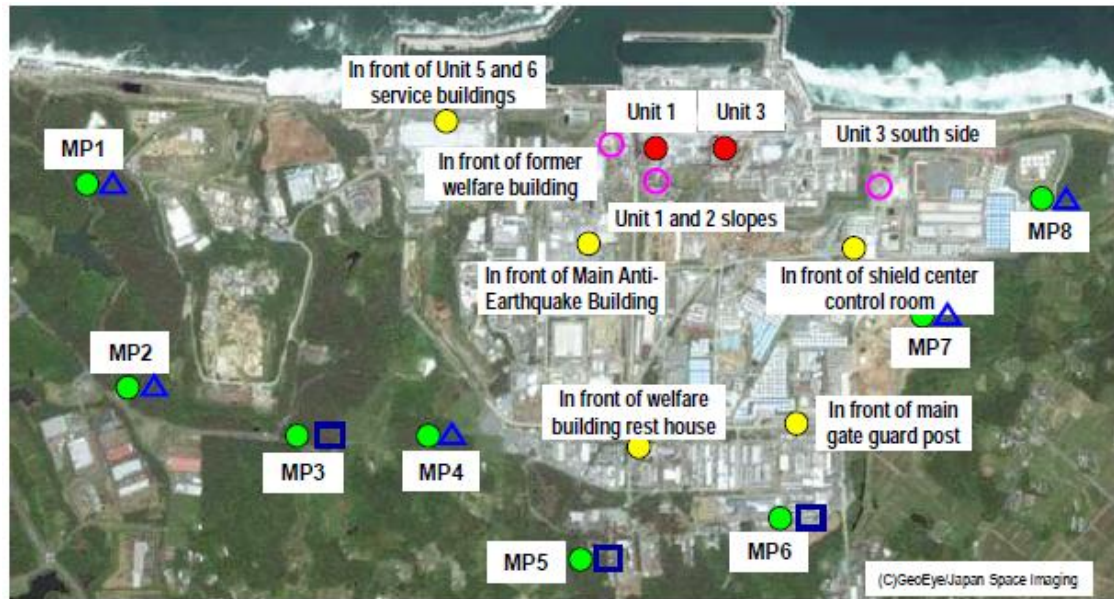 In front of Unit 5 and 6
service buildings
Unit 1
Unit 3
Unit 3 south side
MP1
In front of former
welfare building
MP8
Unit 1 and 2 slopes
In front of Main Anti-
Earthquake Building
In front of shield center
control room
MP7
MP2
In front of welfare
building rest house
In front of main
gate guard post
MP3
MP4
MP5
MP6
(C)GeoEye/Japan Space Imaging